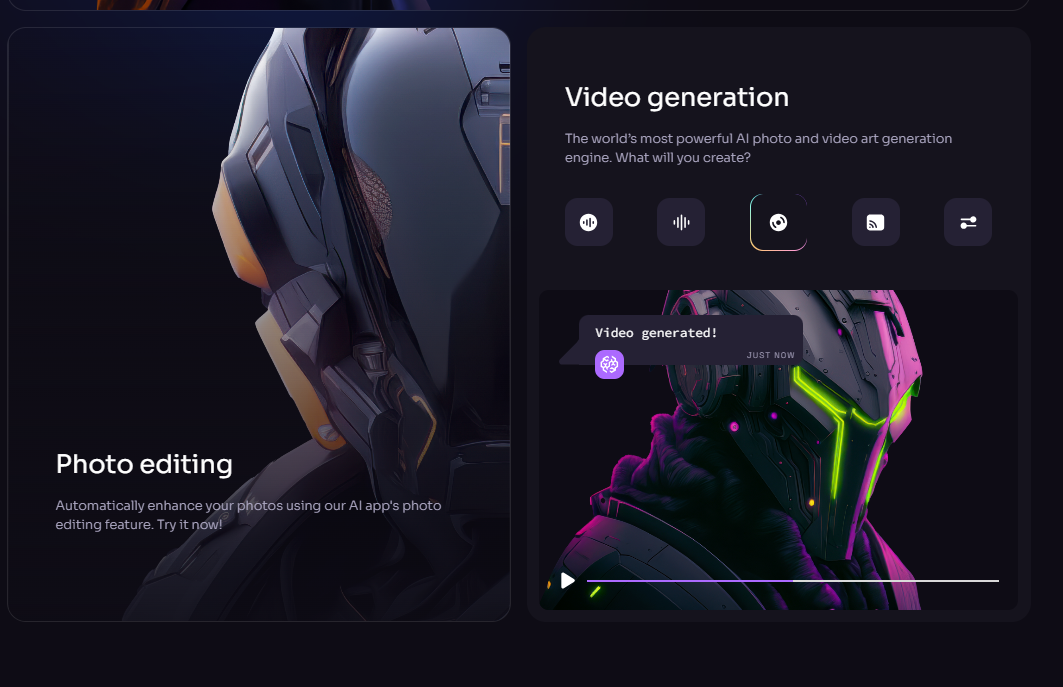 Photo editing
Automatically enhance your photos using our AI app's photo
editing feature. Try it now!
Video generation
The world’s most powerful AI photo and video art generation
engine. What will you create?
Video generated!
JUST NOW